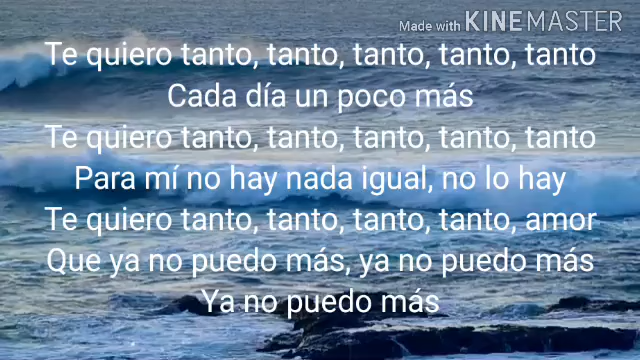 Made with KINEMASTER
Te quiero tanto, tanto, tanto, tanto, tanto
Cada día un poco más
Te quiero tanto, tanto, tanto, tanto, tanto
Para mí no hay nada igual, no lo hay
Te quiero tanto, tanto, tanto, tanto, amor
Que ya no puedo más, ya no puedo más
Ya no puedo más